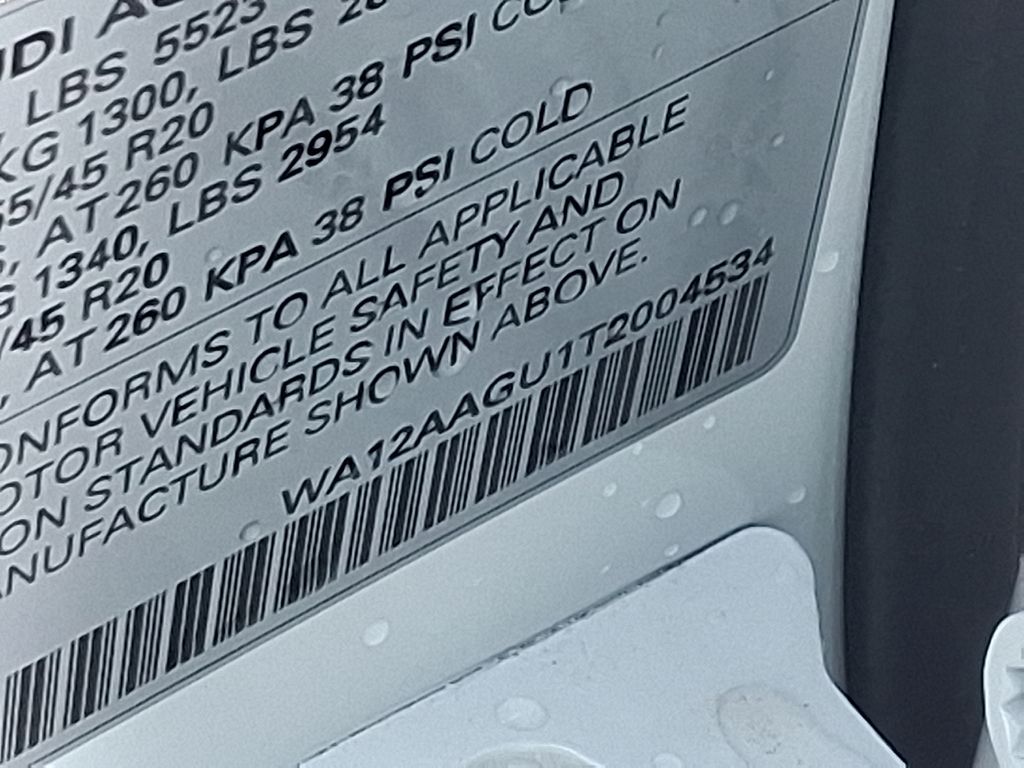 UDI A
LBS 5523
KG 1300, LBS 28
55/45 R20
, AT 260 KPA 38 PSI CO
G 1340, LBS 2954
/45 R20
, AT 260 KPA 38 PSI COLD
ONFORMS TO ALL APPLICABLE
OTOR VEHICLE SAFETY AND
ON STANDARDS IN EFFECT ON
ANUFACTURE SHOWN ABOVE.
WA12AAGU1T2004534